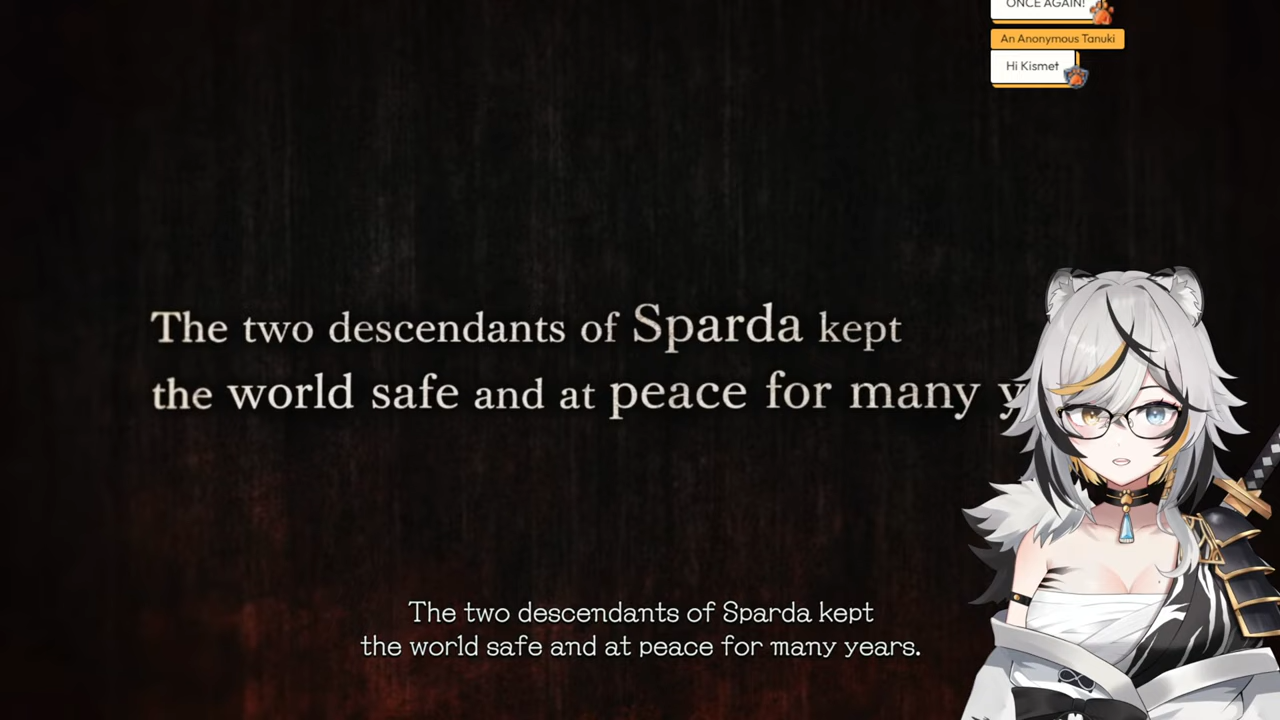 ONCE AGAIN!
An Anonymous Tanuki
Hi Kismet
The two descendants of Sparda kept
the world safe and at peace for many y
The two descendants of Sparda kept
the world safe and at peace for many years.